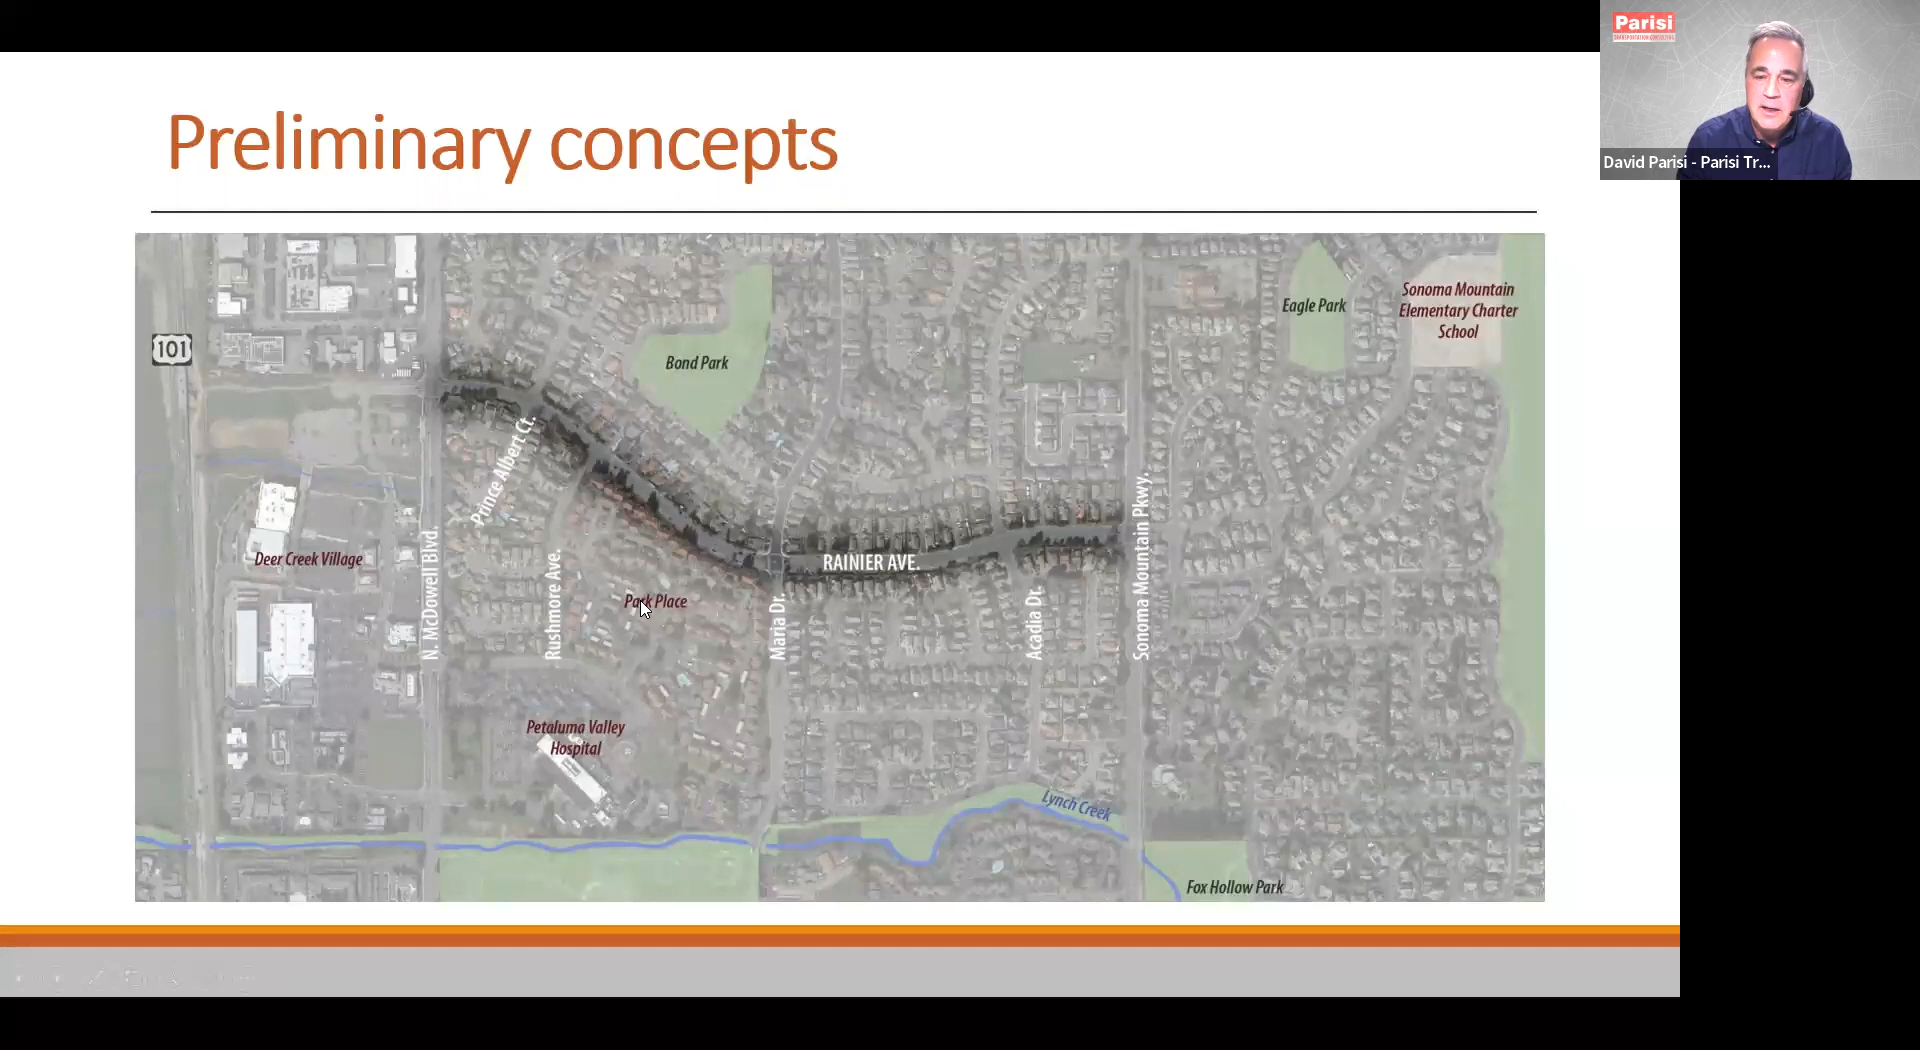 Parisi
TRANSPORTATION CONSULTING
David Parisi - Parisi Tr...
Preliminary concepts
101
Bond Park
Eagle Park
Sonoma Mountain
Elementary Charter
School
Prince Albert Ct.
Deer Creek Village
N. McDowell Blvd.
Rushmore Ave.
Park Place
Maria Dr.
RAINIER AVE.
Acadia Dr.
Sonoma Mountain Pkwy.
Petaluma Valley
Hospital
Lynch Creek
Fox Hollow Park